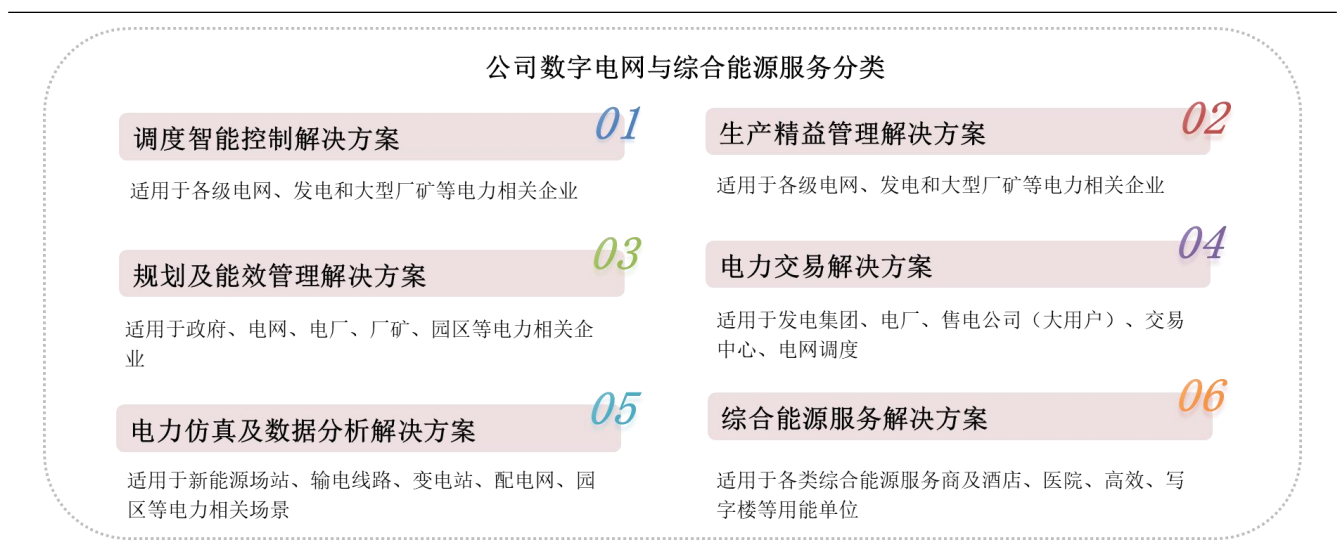 公司数字电网与综合能源服务分类
01
调度智能控制解决方案
适用于各级电网、发电和大型厂矿等电力相关企业
02
生产精益管理解决方案
适用于各级电网、发电和大型厂矿等电力相关企业
03
规划及能效管理解决方案
适用于政府、电网、电厂、厂矿、园区等电力相关企
业
04
电力交易解决方案
适用于发电集团、电厂、售电公司（大用户）、交易
中心、电网调度
05
电力仿真及数据分析解决方案
适用于新能源场站、输电线路、变电站、配电网、园
区等电力相关场景
06
综合能源服务解决方案
适用于各类综合能源服务商及酒店、医院、高效、写
字楼等用能单位